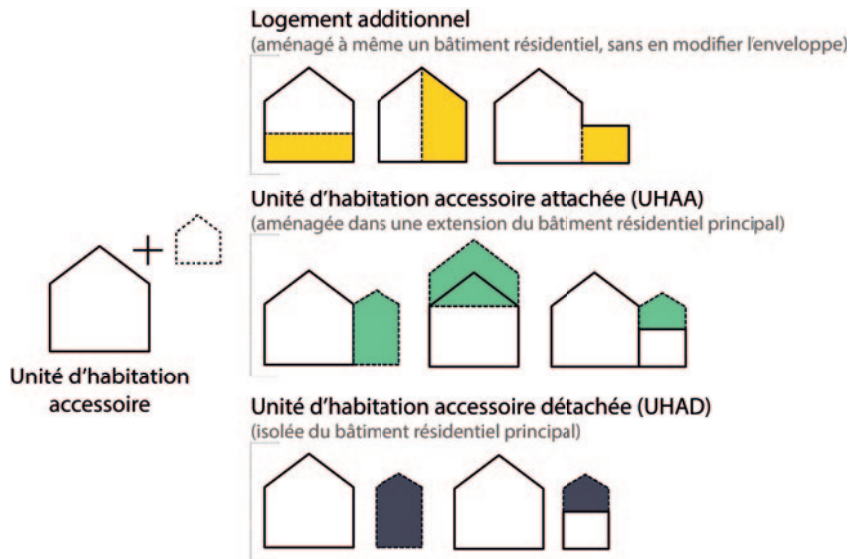 Logement additionnel
(aménagé à même un bâtiment résidentiel, sans en modifier l'enveloppe)
Unité d'habitation accessoire attachée (UHAA)
(aménagée dans une extension du bâtiment résidentiel principal)
Unité d'habitation
accessoire
Unité d'habitation accessoire détachée (UHAD)
(isolée du bâtiment résidentiel principal)